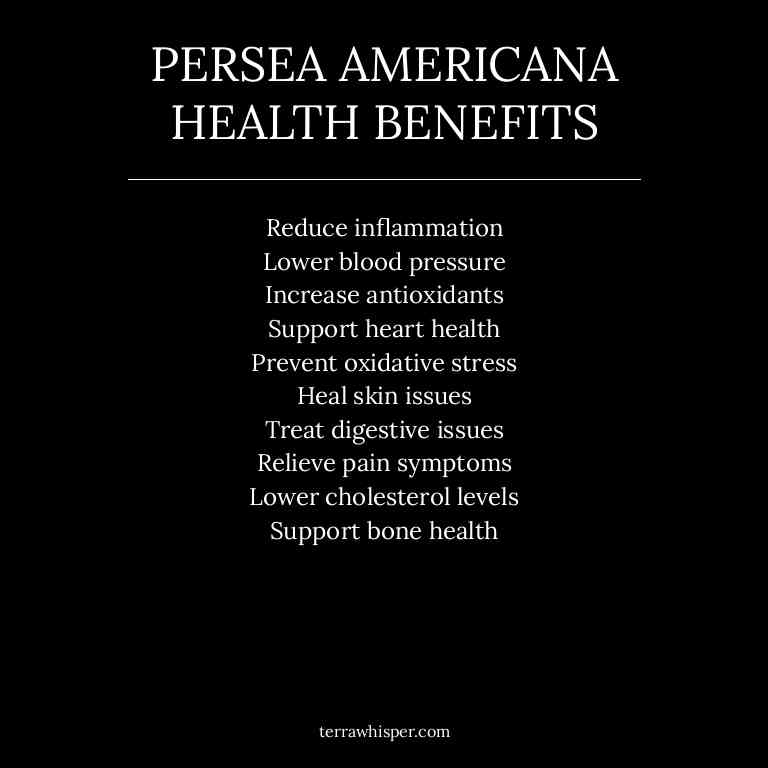 PERSEA AMERICANA
HEALTH BENEFITS
Reduce inflammation
Lower blood pressure
Increase antioxidants
Support heart health
Prevent oxidative stress
Heal skin issues
Treat digestive issues
Relieve pain symptoms
Lower cholesterol levels
Support bone health
terrawhisper.com